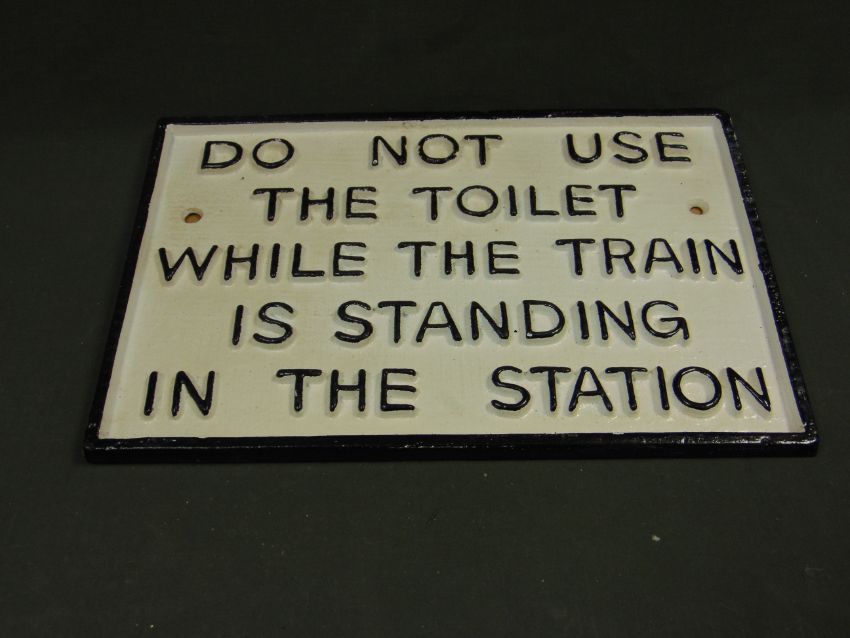 DO NOT USE
THE TOILET
WHILE THE TRAIN
IS STANDING
IN THE STATION